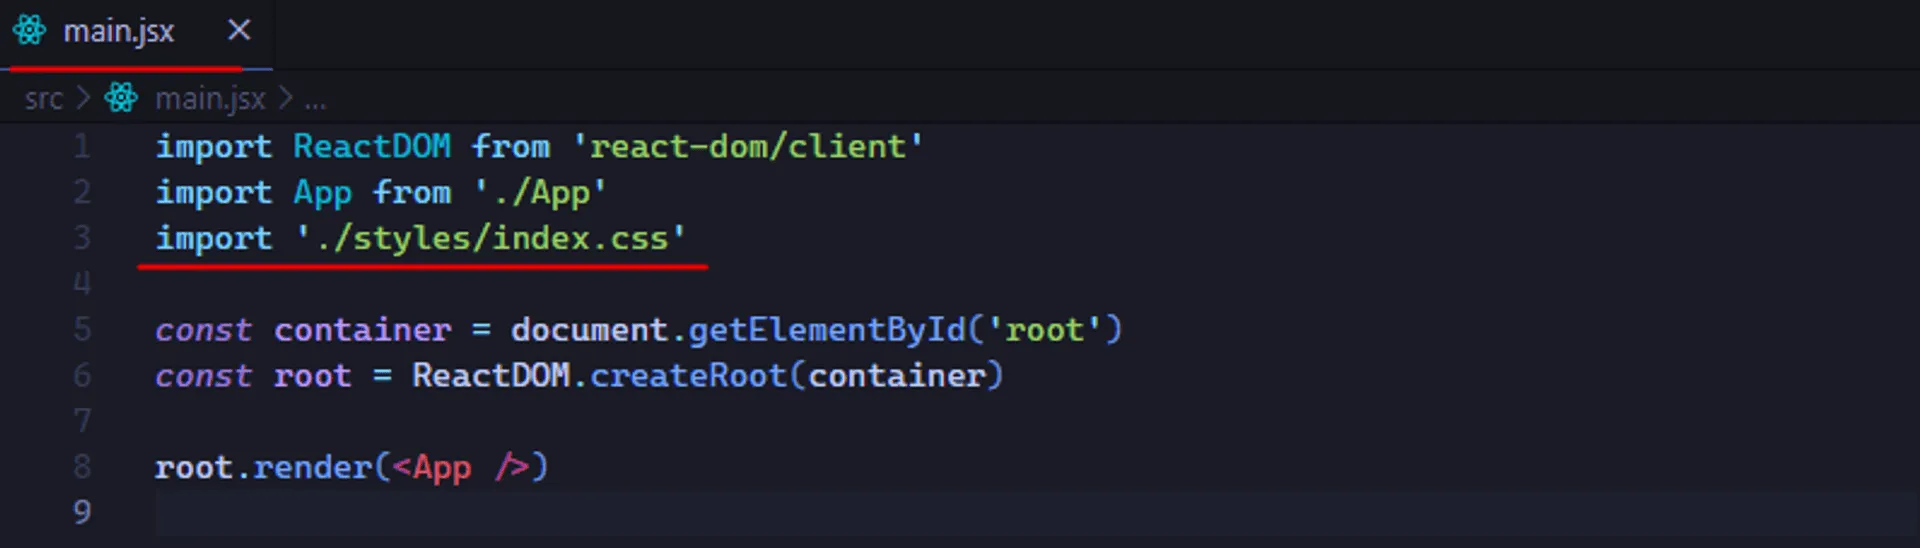 main.jsx ×
src > main.jsx > ...
1 import ReactDOM from 'react-dom/client'
2 import App from './App'
3 import './styles/index.css'
4
5 const container = document.getElementById('root')
6 const root = ReactDOM.createRoot(container)
7
8 root.render(<App />)
9